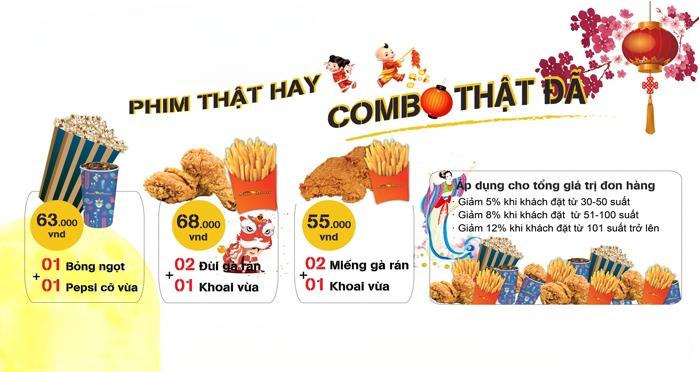 PHIM THẬT HAY
COMBO THẬT ĐÃ
63.000
vnd
01 Bỏng ngọt
+
01 Pepsi cỡ vừa
68.000
vnd
02 Đùi gà rán
+
01 Khoai vừa
55.000
vnd
02 Miếng gà rán
+
01 Khoai vừa
Áp dụng cho tổng giá trị đơn hàng
· Giảm 5% khi khách đặt từ 30-50 suất
· Giảm 8% khi khách đặt từ 51-100 suất
· Giảm 12% khi khách đặt từ 101 suất trở lên